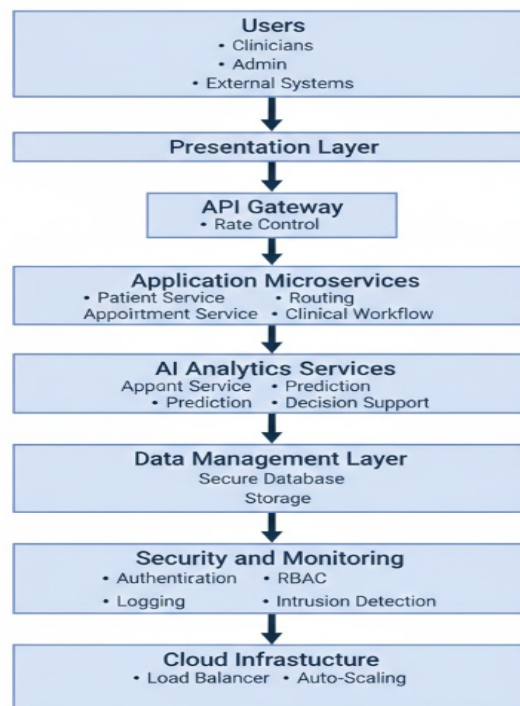 Users
• Clinicians
• Admin
• External Systems
Presentation Layer
API Gateway
• Rate Control
Application Microservices
• Patient Service • Routing
Appoirtment Service • Clinical Workflow
AI Analytics Services
Appant Service • Prediction
• Prediction • Decision Support
Data Management Layer
Secure Database
Storage
Security and Monitoring
• Authentication • RBAC
• Logging • Intrusion Detection
Cloud Infrastucture
• Load Balancer • Auto-Scaling